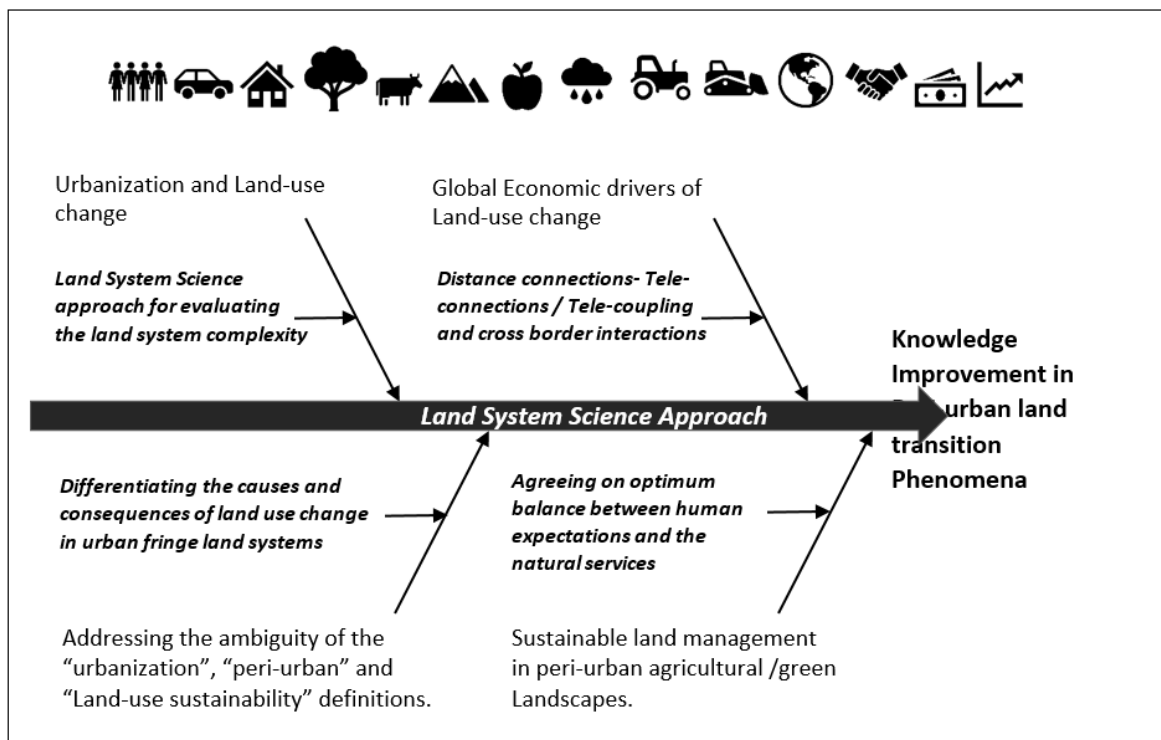 Urbanization and Land-use
change
Global Economic drivers of
Land-use change
Land System Science
approach for evaluating
the land system complexity
Distance connections- Tele-
connections / Tele-coupling
and cross border interactions
Knowledge
Improvement in
urban land
transition
Phenomena
Land System Science Approach
Differentiating the causes and
consequences of land use change
in urban fringe land systems
Agreeing on optimum
balance between human
expectations and the
natural services
Addressing the ambiguity of the
“urbanization”, “peri-urban” and
“Land-use sustainability” definitions.
Sustainable land management
in peri-urban agricultural /green
Landscapes.